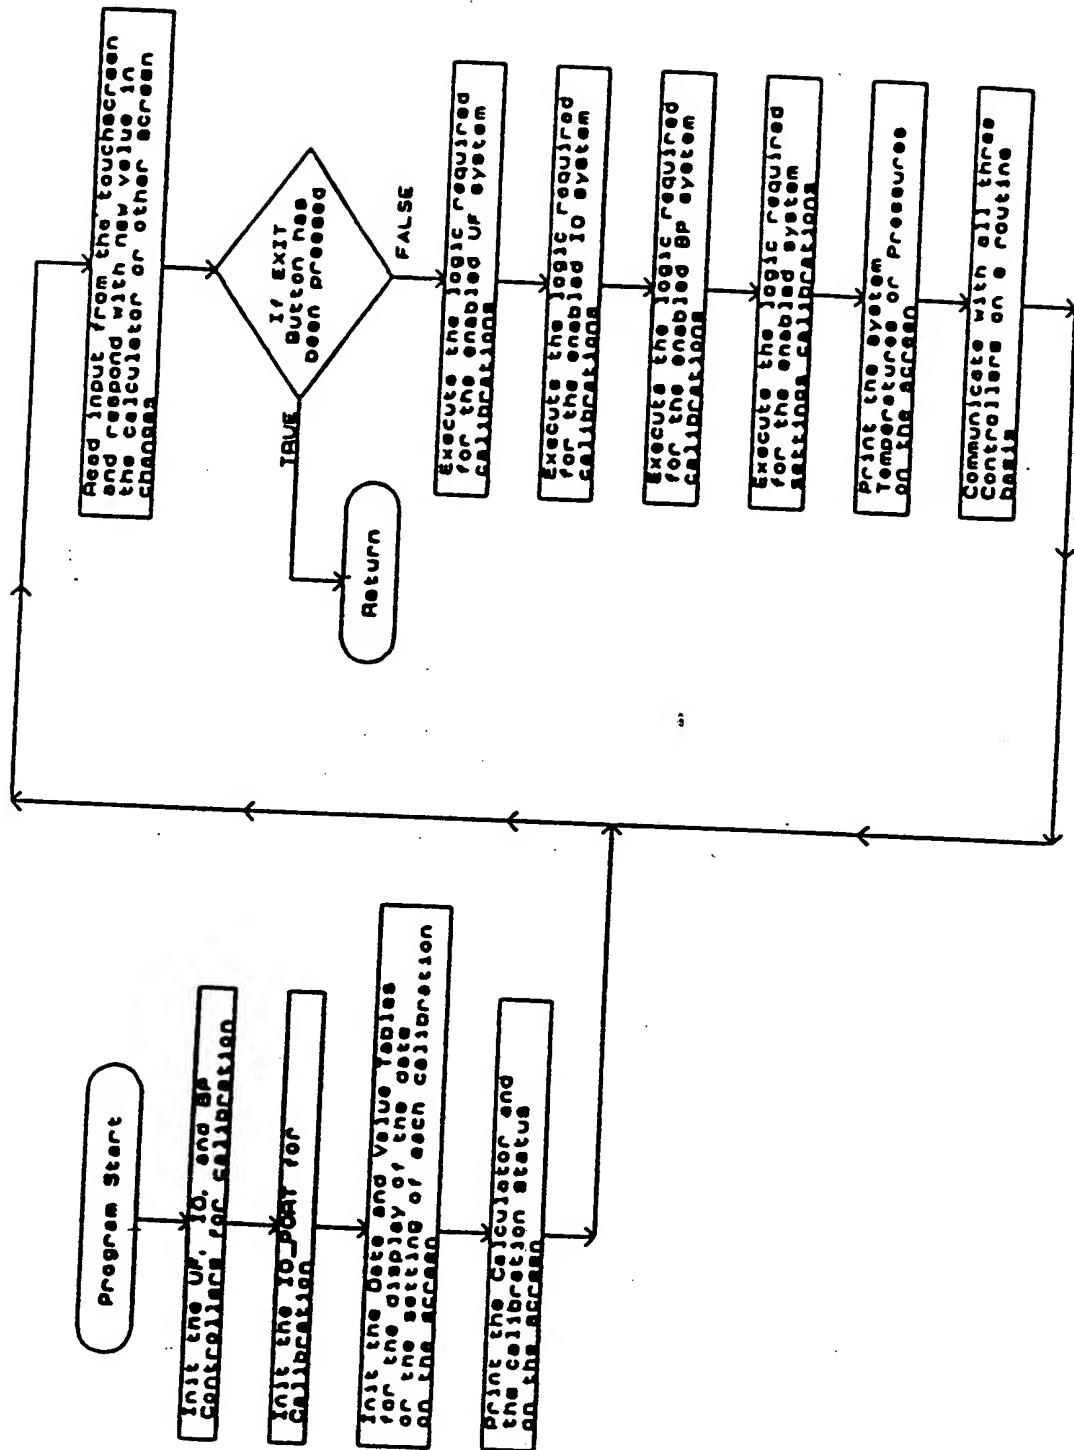 Program Start
Init the UF, IO, and BP
Controllers for calibration
Init the IO_PORT for
Calibration
Init the Date and Value Tables
for the display of the date
or the setting of each calibration
on the screen
Print the Calculator and
the calibration status
on the screen
Read input from the touchscreen
and respond with new value in
the calculator or other screen
changes
If EXIT
Button has
been pressed
TRUE
FALSE
Return
Execute the logic required
for the enabled UF system
calibrations
Execute the logic required
for the enabled IO system
calibrations
Execute the logic required
for the enabled BP system
calibrations
Execute the logic required
for the enabled system
settings calibrations
Print the system
Temperatures or Pressures
on the screen
Communicate with all three
Controllers on a routine
basis